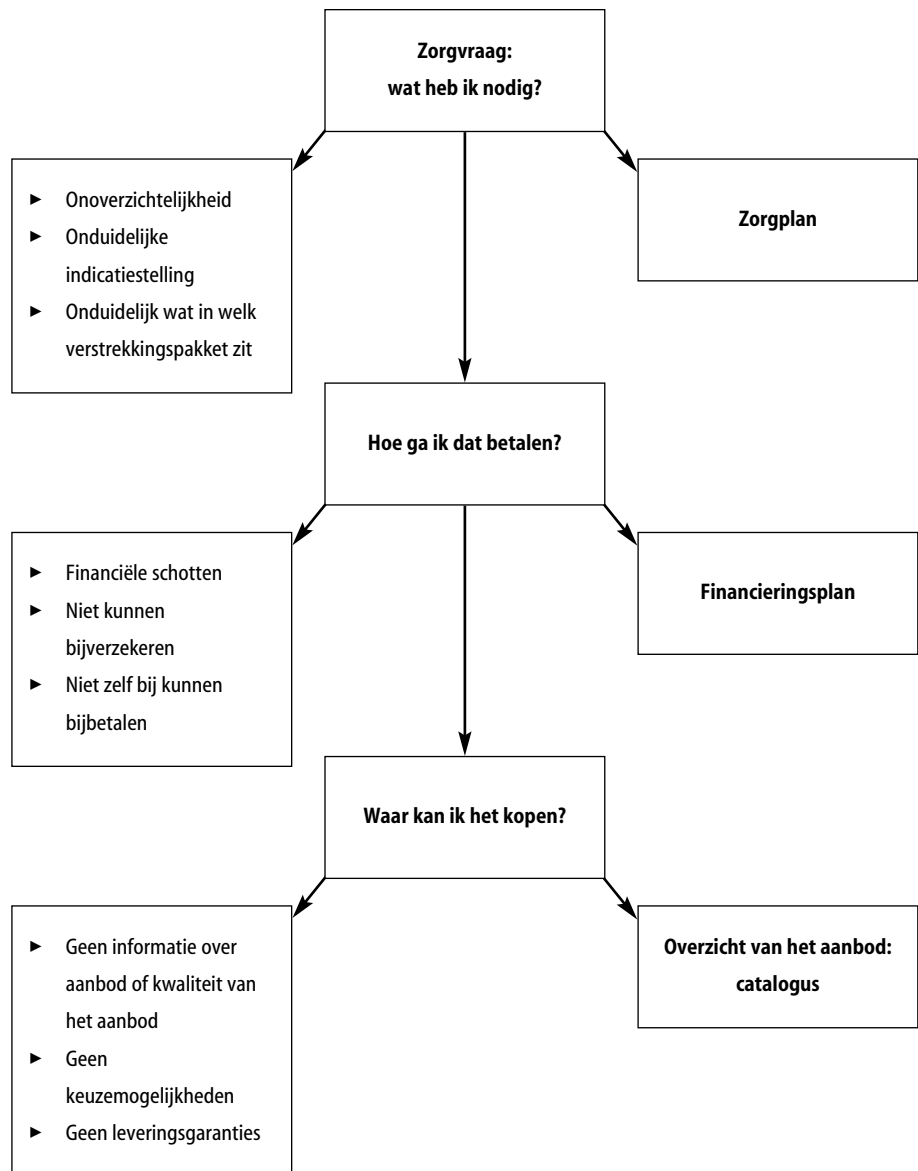 Zorgvraag:
wat heb ik nodig?
► Onoverzichtelijkheid
► Onduidelijke
indicatiestelling
► Onduidelijk wat in welk
verstrekkingspakket zit
Zorgplan
Hoe ga ik dat betalen?
► Financiële schotten
► Niet kunnen
bijverzekeren
► Niet zelf bij kunnen
bijbetalen
Financieringsplan
Waar kan ik het kopen?
► Geen informatie over
aanbod of kwaliteit van
het aanbod
► Geen
keuzemogelijkheden
► Geen leveringsgaranties
Overzicht van het aanbod:
catalogus